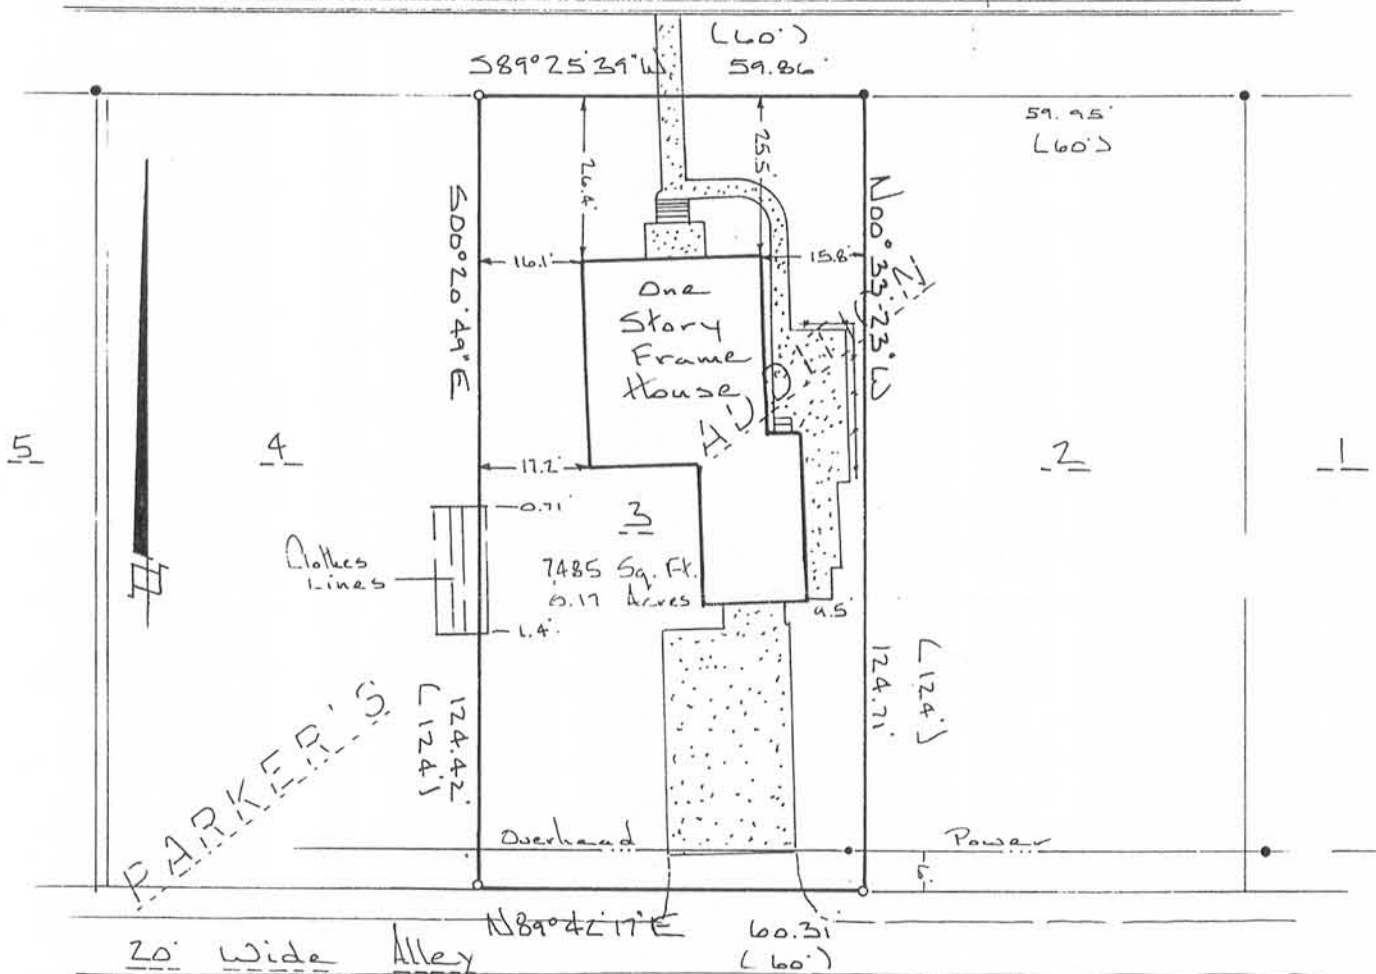 (60')
S89°25'39"W 59.86'
59.95'
(60')
26.4'
25.5'
S00°20'49"E
N00°33'23"W
16.1'
15.8'
One
Story
Frame
House
ADDITION
5
4
17.2'
2
1
0.71'
3
Clothes
Lines
7485 Sq. Ft.
0.17 Acres
1.4'
9.5'
124.42'
(124')
124.71'
(124')
PARKER'S
Overhead Power
6'
N89°42'17"E 60.31'
(60')
20' Wide Alley